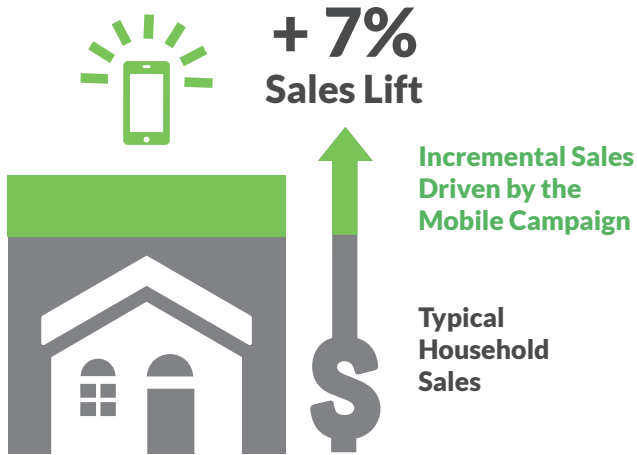 + 7%
Sales Lift
Incremental Sales
Driven by the
Mobile Campaign
Typical
Household
Sales
$